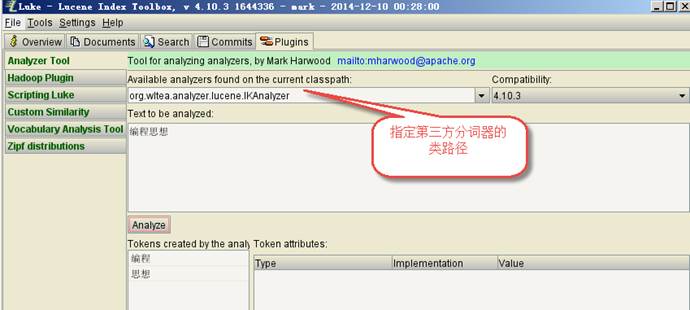 Luke - Lucene Index Toolbox, v 4.10.3 1644336 - mark - 2014-12-10 00:28:00
File Tools Settings Help
Overview Documents Search Commits Plugins
Analyzer Tool
Hadoop Plugin
Scripting Luke
Custom Similarity
Vocabulary Analysis Tool
Zipf distributions
Tool for analyzing analyzers, by Mark Harwood mailto:mharwood@apache.org
Available analyzers found on the current classpath: Compatibility:
org.wltea.analyzer.lucene.IKAnalyzer 4.10.3
Text to be analyzed:
编程思想
指定第三方分词器的
类路径
Analyze
Tokens created by the analy Token attributes:
编程
思想
Type Implementation Value